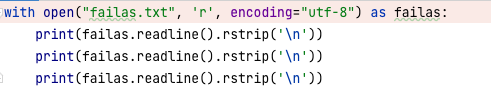 with open("failas.txt", 'r', encoding="utf-8") as failas:
    print(failas.readline().rstrip('\n'))
    print(failas.readline().rstrip('\n'))
    print(failas.readline().rstrip('\n'))